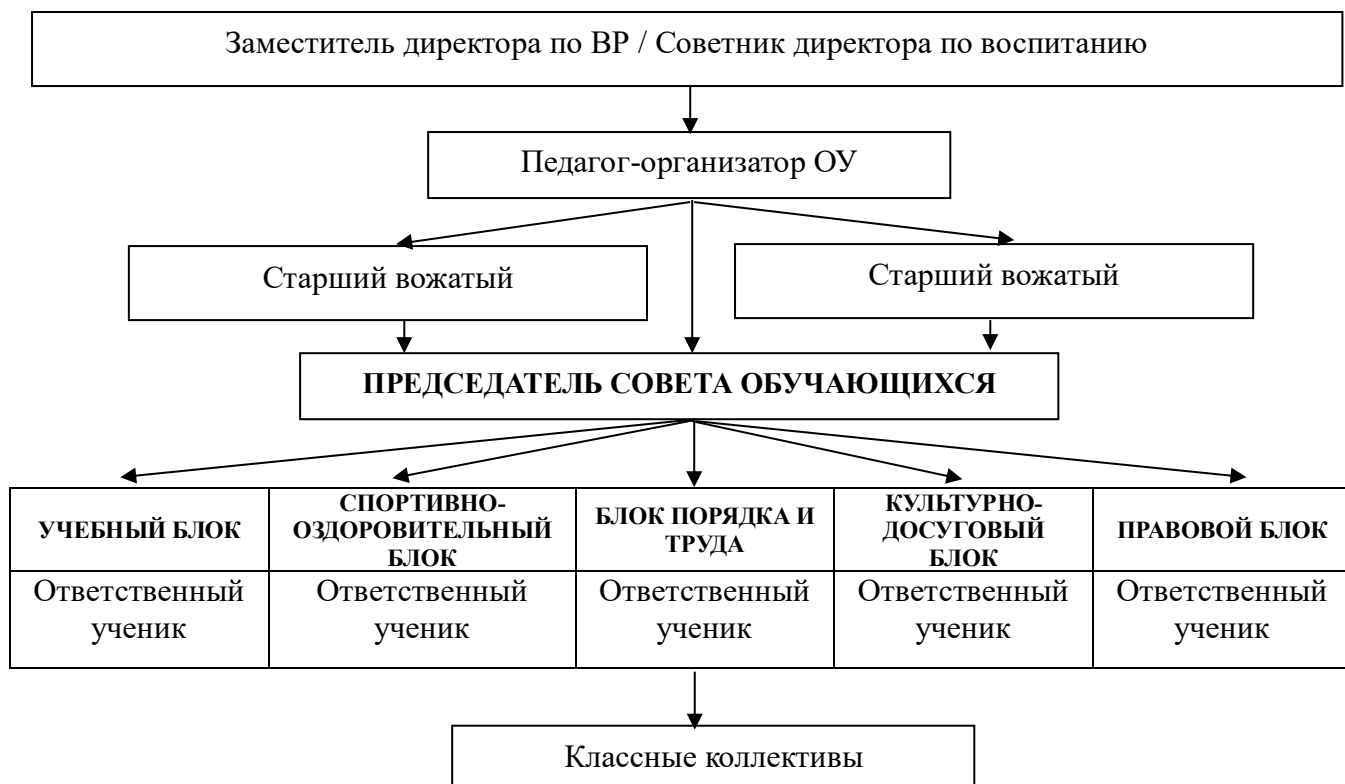 Заместитель директора по ВР / Советник директора по воспитанию
Педагог-организатор ОУ
Старший вожатый
Старший вожатый
ПРЕДСЕДАТЕЛЬ СОВЕТА ОБУЧАЮЩИХСЯ
УЧЕБНЫЙ БЛОК
СПОРТИВНО-
ОЗДОРОВИТЕЛЬНЫЙ
БЛОК
БЛОК ПОРЯДКА И
ТРУДА
КУЛЬТУРНО-
ДОСУГОВЫЙ
БЛОК
ПРАВОВОЙ БЛОК
Ответственный
ученик
Ответственный
ученик
Ответственный
ученик
Ответственный
ученик
Ответственный
ученик
Классные коллективы